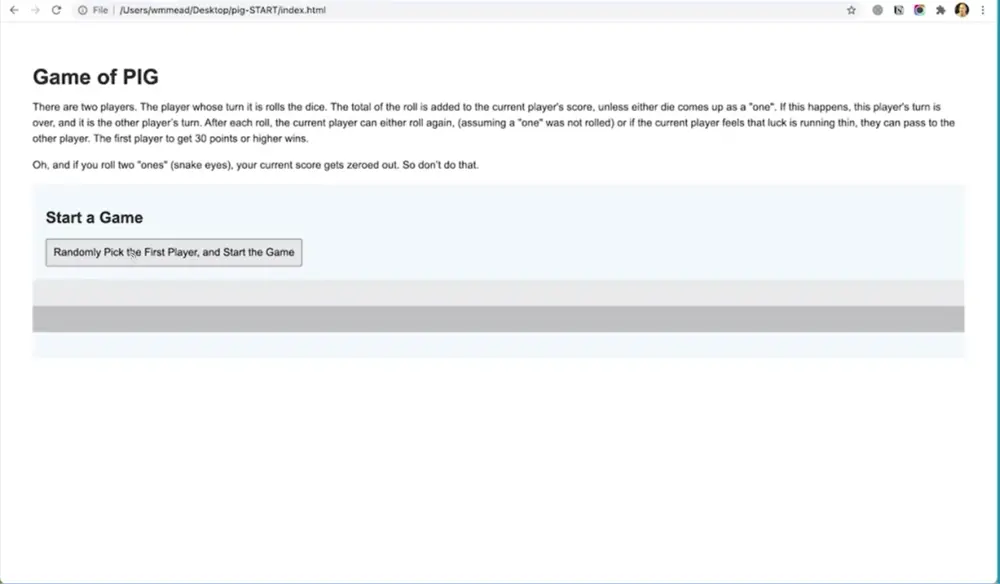 File | /Users/wmmead/Desktop/pig-START/index.html
Game of PIG
There are two players. The player whose turn it is rolls the dice. The total of the roll is added to the current player's score, unless either die comes up as a "one". If this happens, this player's turn is
over, and it is the other player's turn. After each roll, the current player can either roll again, (assuming a "one" was not rolled) or if the current player feels that luck is running thin, they can pass to the
other player. The first player to get 30 points or higher wins.
Oh, and if you roll two "ones" (snake eyes), your current score gets zeroed out. So don't do that.
Start a Game
Randomly Pick the First Player, and Start the Game